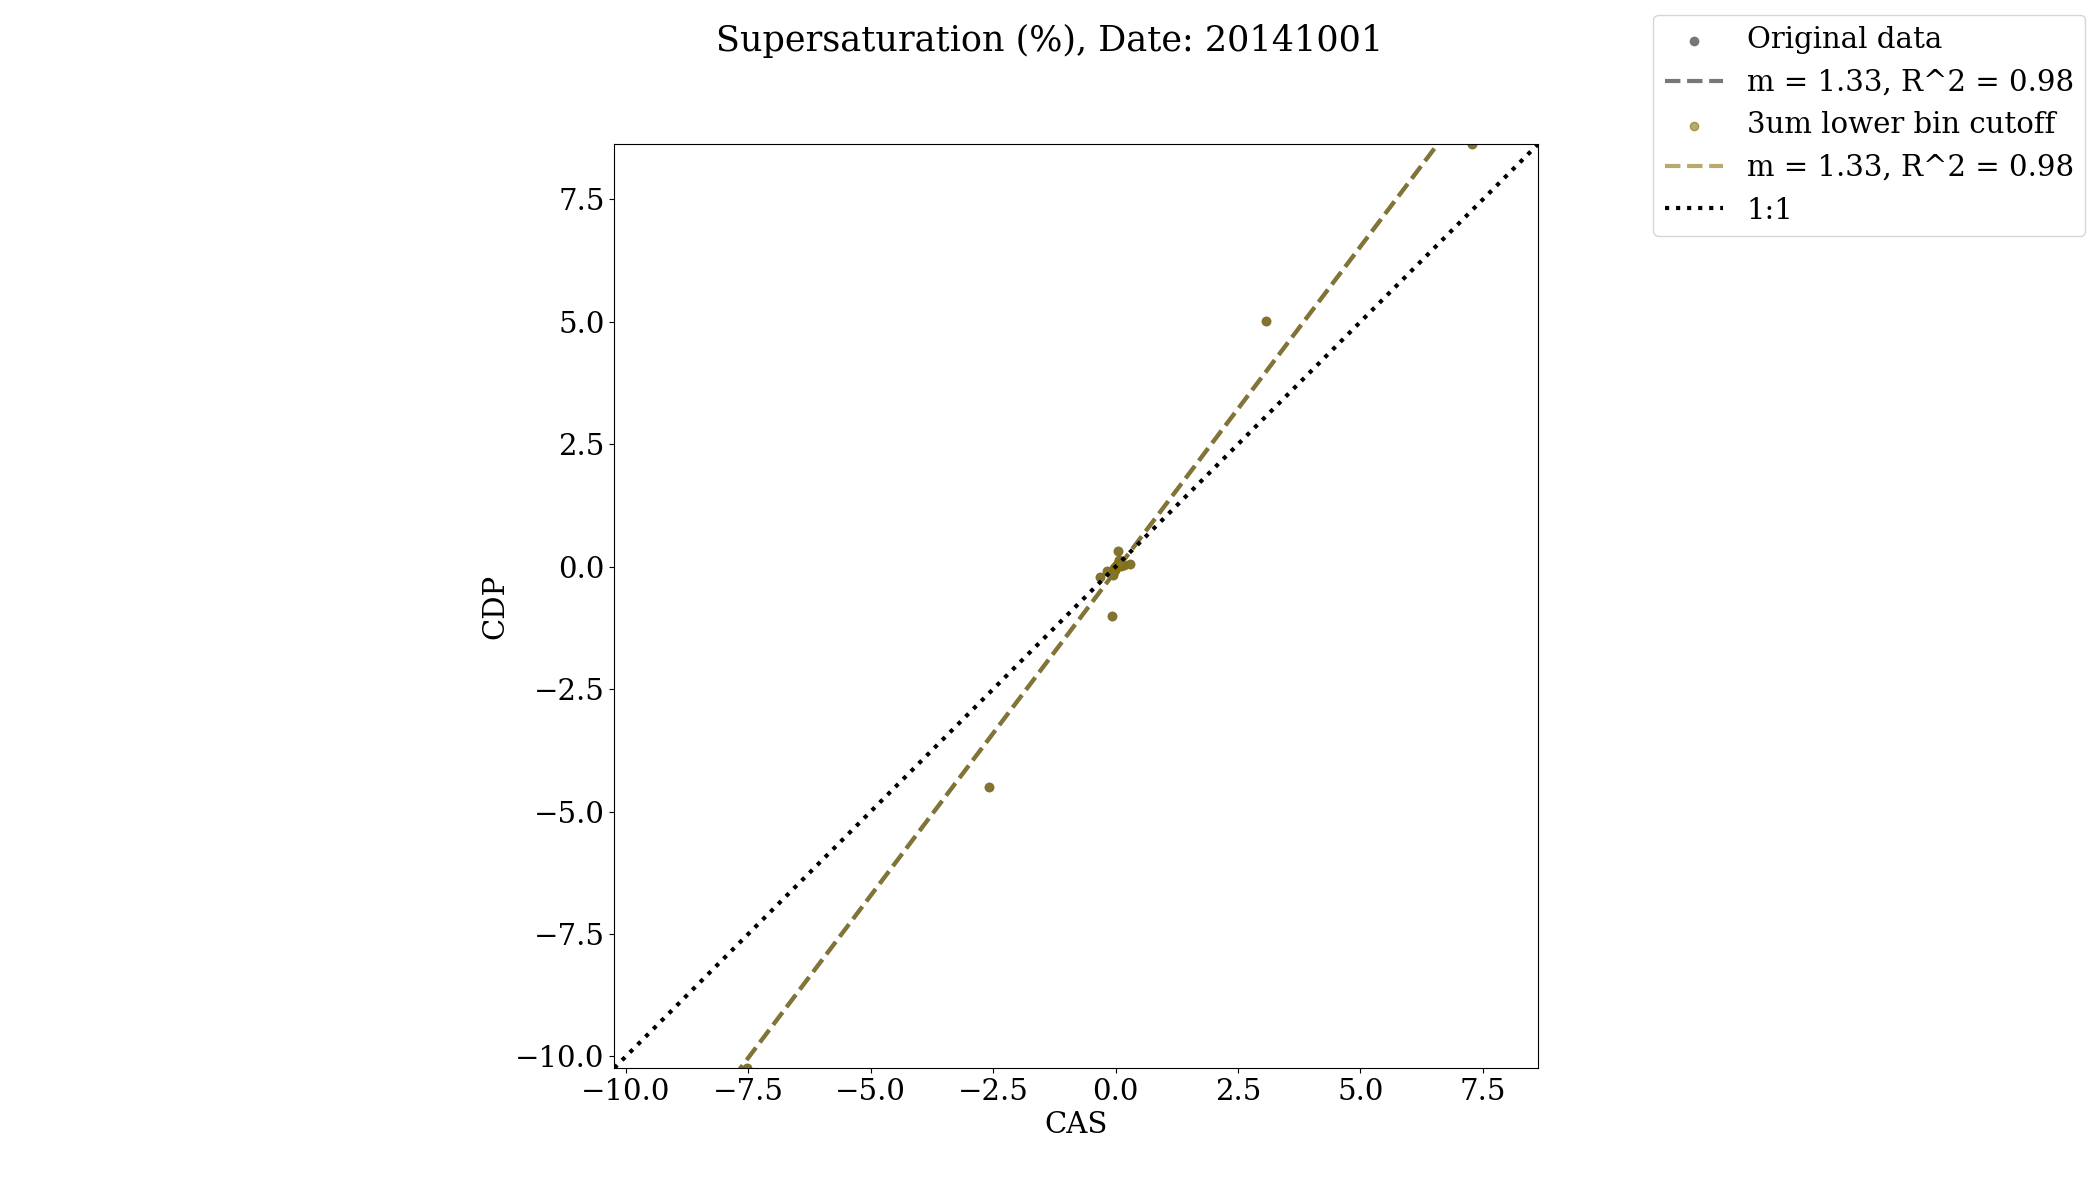 Supersaturation (%), Date: 20141001
Original data
m = 1.33, R^2 = 0.98
3um lower bin cutoff
m = 1.33, R^2 = 0.98
1:1
7.5
5.0
2.5
0.0
−2.5
−5.0
−7.5
−10.0
CDP
−10.0 −7.5 −5.0 −2.5 0.0 2.5 5.0 7.5
CAS